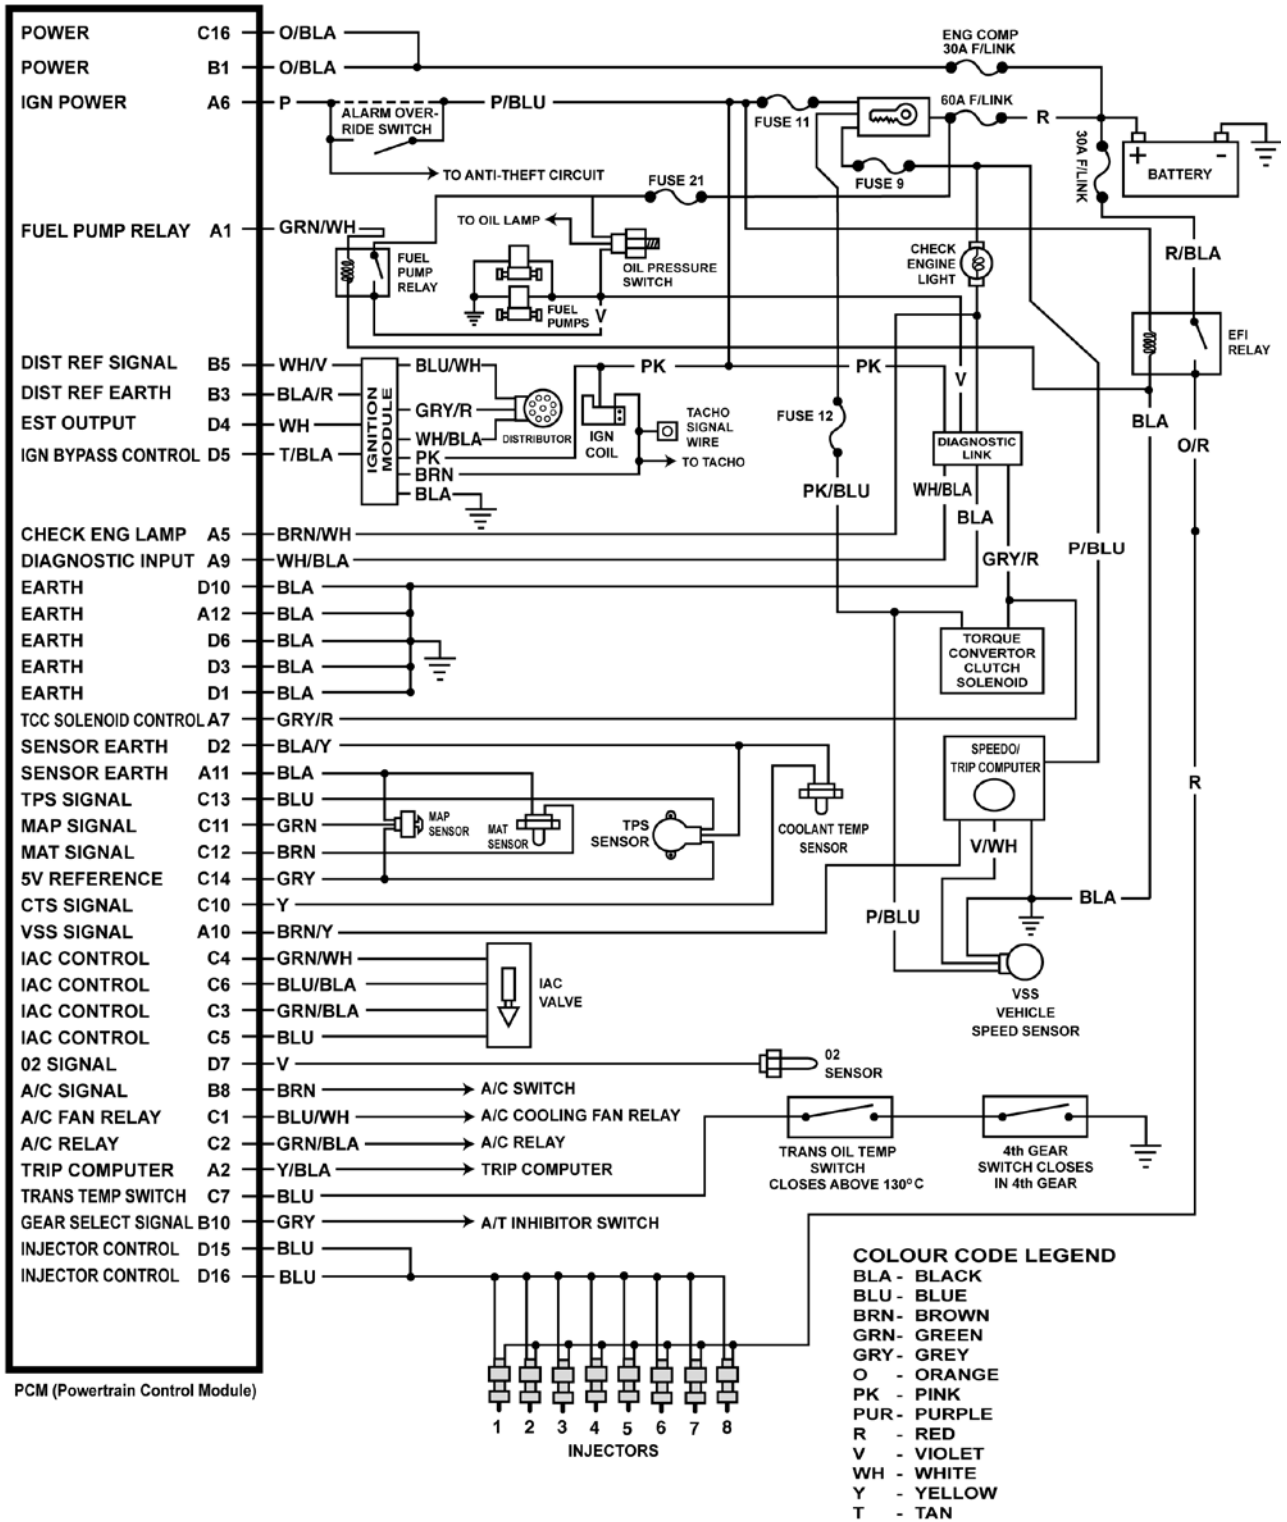 POWER C16 O/BLA
ENG COMP
30A F/LINK
POWER B1 O/BLA
IGN POWER A6 P P/BLU
ALARM OVER-
RIDE SWITCH
FUSE 11
60A F/LINK
R
30A F/LINK
+ -
BATTERY
TO ANTI-THEFT CIRCUIT
FUSE 21
FUSE 9
FUEL PUMP RELAY A1 GRN/WH
TO OIL LAMP
FUEL
PUMP
RELAY
OIL PRESSURE
SWITCH
FUEL
PUMPS
V
CHECK
ENGINE
LIGHT
R/BLA
EFI
RELAY
DIST REF SIGNAL B5 WH/V
DIST REF EARTH B3 BLA/R
EST OUTPUT D4 WH
IGN BYPASS CONTROL D5 T/BLA
IGNITION
MODULE
BLU/WH
GRY/R
WH/BLA
PK
BRN
BLA
DISTRIBUTOR
IGN
COIL
PK
PK
V
TACHO
SIGNAL
WIRE
TO TACHO
FUSE 12
DIAGNOSTIC
LINK
BLA
O/R
PK/BLU
WH/BLA
BLA
GRY/R
P/BLU
CHECK ENG LAMP A5 BRN/WH
DIAGNOSTIC INPUT A9 WH/BLA
EARTH D10 BLA
EARTH A12 BLA
EARTH D6 BLA
EARTH D3 BLA
EARTH D1 BLA
TORQUE
CONVERTOR
CLUTCH
SOLENOID
TCC SOLENOID CONTROL A7 GRY/R
SENSOR EARTH D2 BLA/Y
SENSOR EARTH A11 BLA
TPS SIGNAL C13 BLU
MAP SIGNAL C11 GRN
MAT SIGNAL C12 BRN
5V REFERENCE C14 GRY
CTS SIGNAL C10 Y
VSS SIGNAL A10 BRN/Y
MAP
SENSOR
MAT
SENSOR
TPS
SENSOR
COOLANT TEMP
SENSOR
SPEEDO/
TRIP COMPUTER
R
V/WH
P/BLU
BLA
VSS
VEHICLE
SPEED SENSOR
IAC CONTROL C4 GRN/WH
IAC CONTROL C6 BLU/BLA
IAC CONTROL C3 GRN/BLA
IAC CONTROL C5 BLU
IAC
VALVE
02 SIGNAL D7 V
02
SENSOR
A/C SIGNAL B8 BRN A/C SWITCH
A/C FAN RELAY C1 BLU/WH A/C COOLING FAN RELAY
A/C RELAY C2 GRN/BLA A/C RELAY
TRIP COMPUTER A2 Y/BLA TRIP COMPUTER
TRANS OIL TEMP
SWITCH
CLOSES ABOVE 130°C
4th GEAR
SWITCH CLOSES
IN 4th GEAR
TRANS TEMP SWITCH C7 BLU
GEAR SELECT SIGNAL B10 GRY A/T INHIBITOR SWITCH
INJECTOR CONTROL D15 BLU
INJECTOR CONTROL D16 BLU
1 2 3 4 5 6 7 8
INJECTORS
PCM (Powertrain Control Module)
COLOUR CODE LEGEND
BLA - BLACK
BLU - BLUE
BRN - BROWN
GRN - GREEN
GRY - GREY
O - ORANGE
PK - PINK
PUR - PURPLE
R - RED
V - VIOLET
WH - WHITE
Y - YELLOW
T - TAN